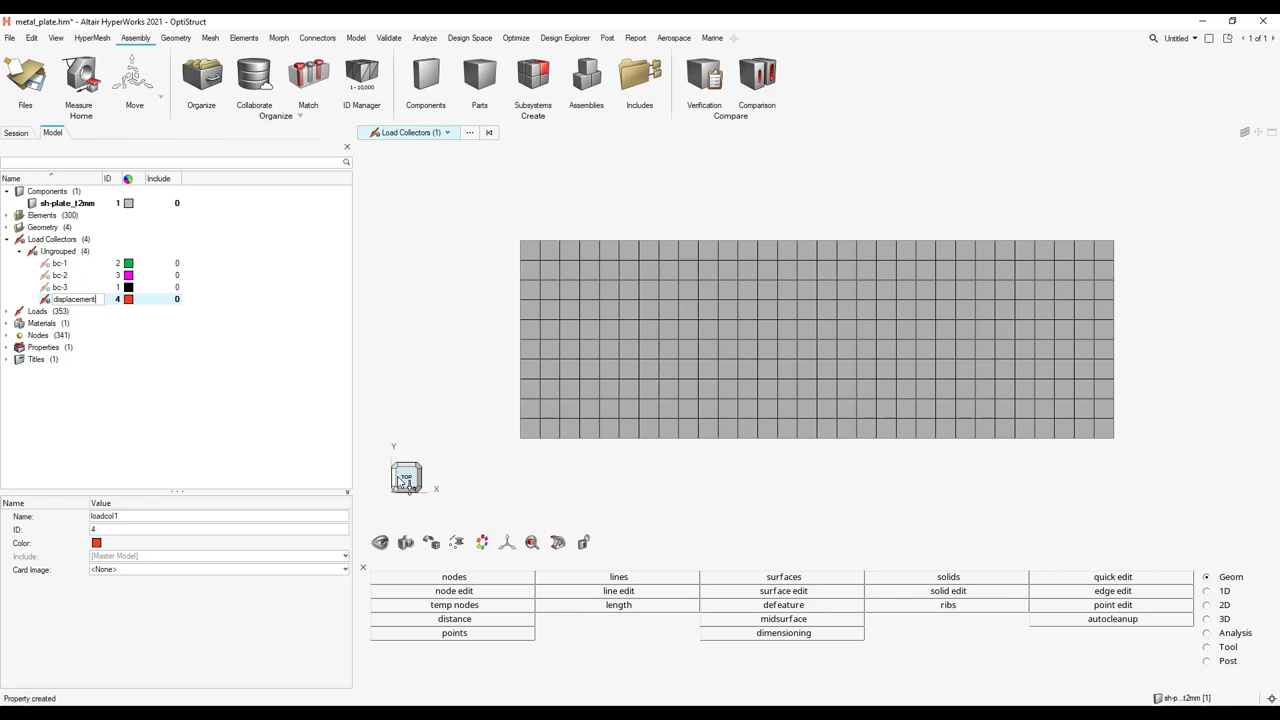 metal_plate.hm* - Altair HyperWorks 2021 - OptiStruct
File Edit View HyperMesh Assembly Geometry Mesh Elements Morph Connectors Model Validate Analyze Design Space Optimize Design Explorer Post Report Aerospace Marine Untitled 1 of 1
1 - 10,000
Files Measure Move Organize Collaborate Match ID Manager Components Parts Subsystems Assemblies Includes Verification Comparison
Home Organize Create Compare
Session Model Load Collectors (1)
Name ID Include
Components (1)
sh-plate_t2mm 1 0
Elements (300)
Geometry (4)
Load Collectors (4)
Ungrouped (4)
bc-1 2 0
bc-2 3 0
bc-3 1 0
displacement 4 0
Loads (353)
Materials (1)
Nodes (341)
Properties (1)
Titles (1)
Y
TOP
X
Name Value
Name: loadcol1
ID: 4
Color:
Include: [Master Model]
Card Image: <None>
nodes lines surfaces solids quick edit Geom
node edit line edit surface edit solid edit edge edit 1D
temp nodes length defeature ribs point edit 2D
distance midsurface autocleanup 3D
points dimensioning Analysis
Tool
Post
Property created sh-p...t2mm [1]